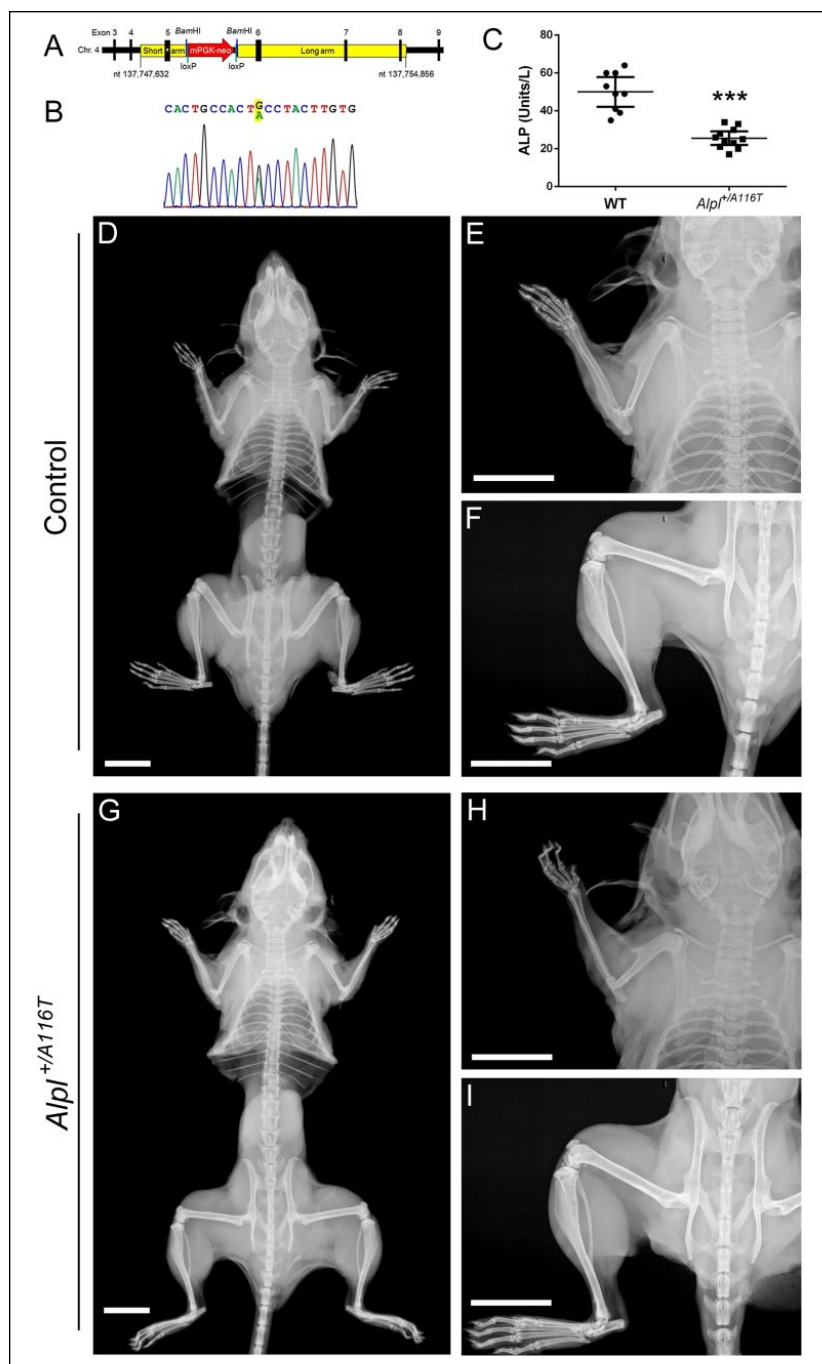 A
Exon 3 4 5 BamHI BamHI 6 7 8 9
Chr. 4 Short arm mPGK-neo Long arm
loxP loxP
nt 137,747,632 nt 137,754,856
B
CACTGCCACTGCCTACTTGTG
A
C
ALP (Units/L)
80
60
40
20
0
***
WT Alpl+/A116T
Control
D
E
F
Alpl+/A116T
G
H
I